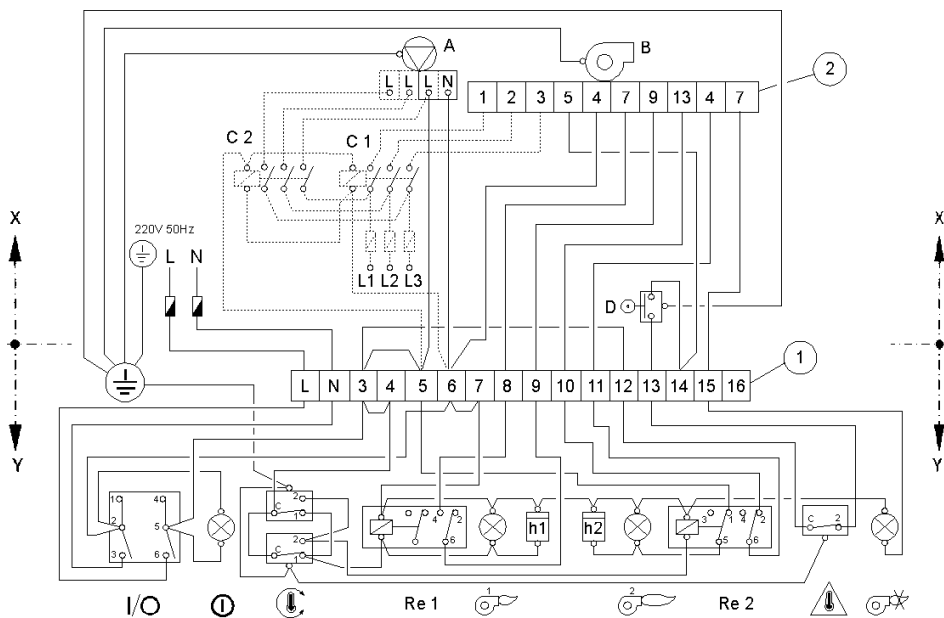 A
B
2
L L L N
1 2 3 5 4 7 9 13 4 7
C 2 C 1
X X
220V 50Hz
L N
L1 L2 L3
D
1
L N 3 4 5 6 7 8 9 10 11 12 13 14 15 16
Y Y
1 4
2 5
3 6
2
C 1
2
C 1
4 2
6
h1 h2
3 1 4 2
5 6
C 2
I/O Re 1 1 2 Re 2